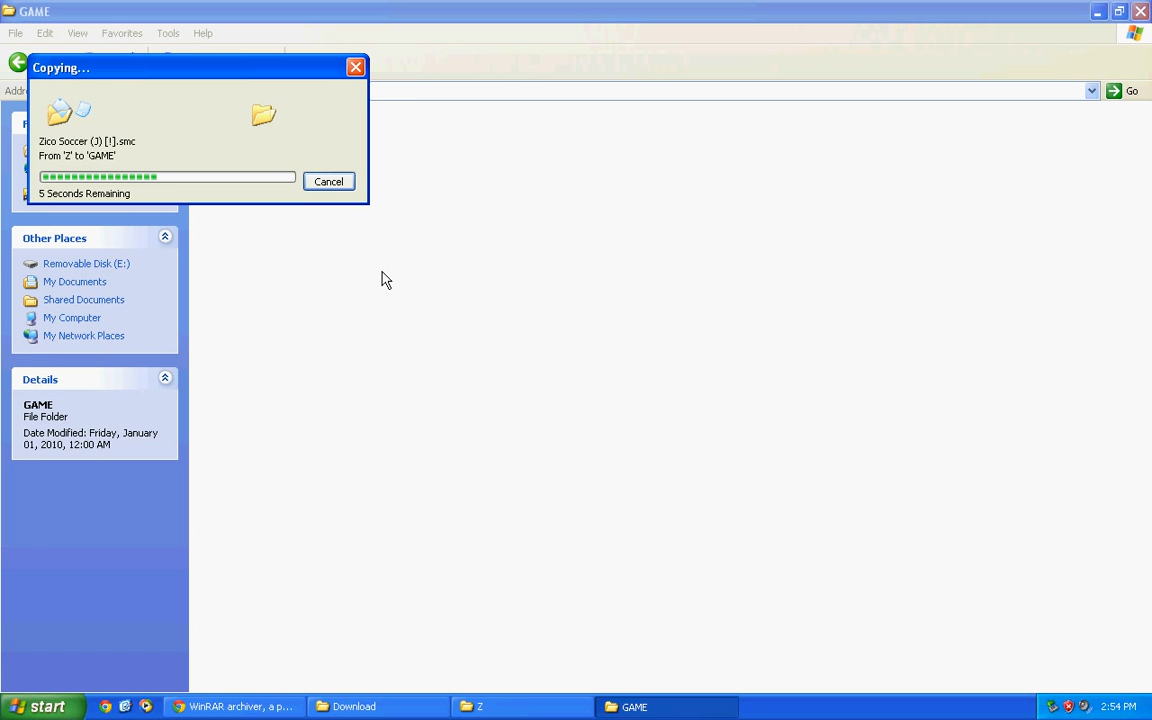 GAME
File Edit View Favorites Tools Help
Copying...
Go
Zico Soccer (J) [!].smc
From 'Z' to 'GAME'
Cancel
5 Seconds Remaining
Other Places
Removable Disk (E:)
My Documents
Shared Documents
My Computer
My Network Places
Details
GAME
File Folder
Date Modified: Friday, January
01, 2010, 12:00 AM
start WinRAR archiver, a p... Download Z GAME 2:54 PM